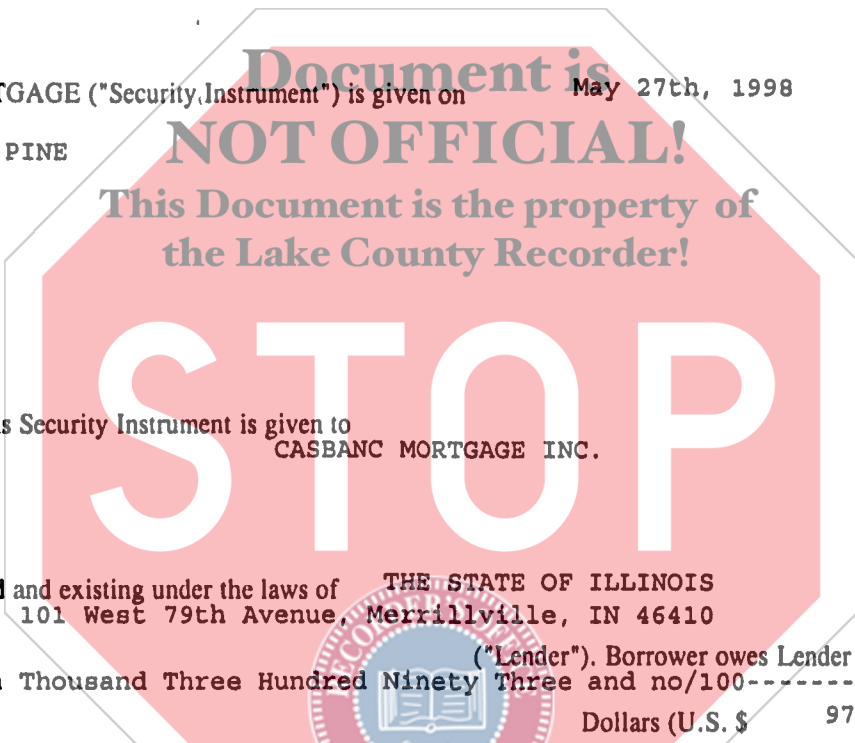 Document is
TGAGE ("Security Instrument") is given on May 27th, 1998
PINE
NOT OFFICIAL!
This Document is the property of
the Lake County Recorder!
STOP
s Security Instrument is given to
CASBANC MORTGAGE INC.
and existing under the laws of THE STATE OF ILLINOIS
101 West 79th Avenue, Merrillville, IN 46410
("Lender"). Borrower owes Lender
Thousand Three Hundred Ninety Three and no/100-------
RECORDER'S OFFICE
Dollars (U.S. $ 97